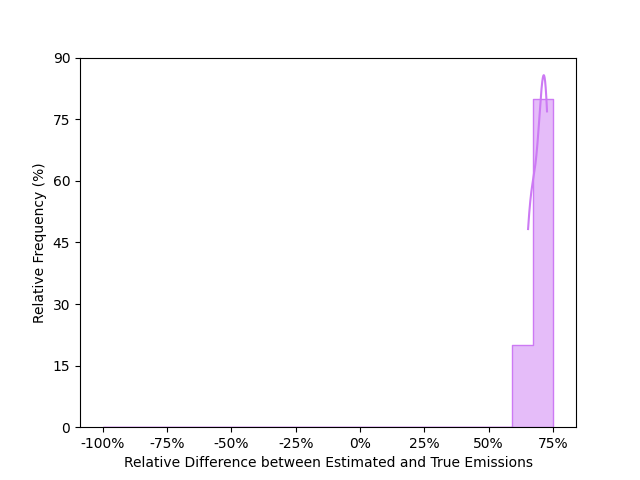 90
75
60
45
30
15
0
Relative Frequency (%)
-100% -75% -50% -25% 0% 25% 50% 75%
Relative Difference between Estimated and True Emissions